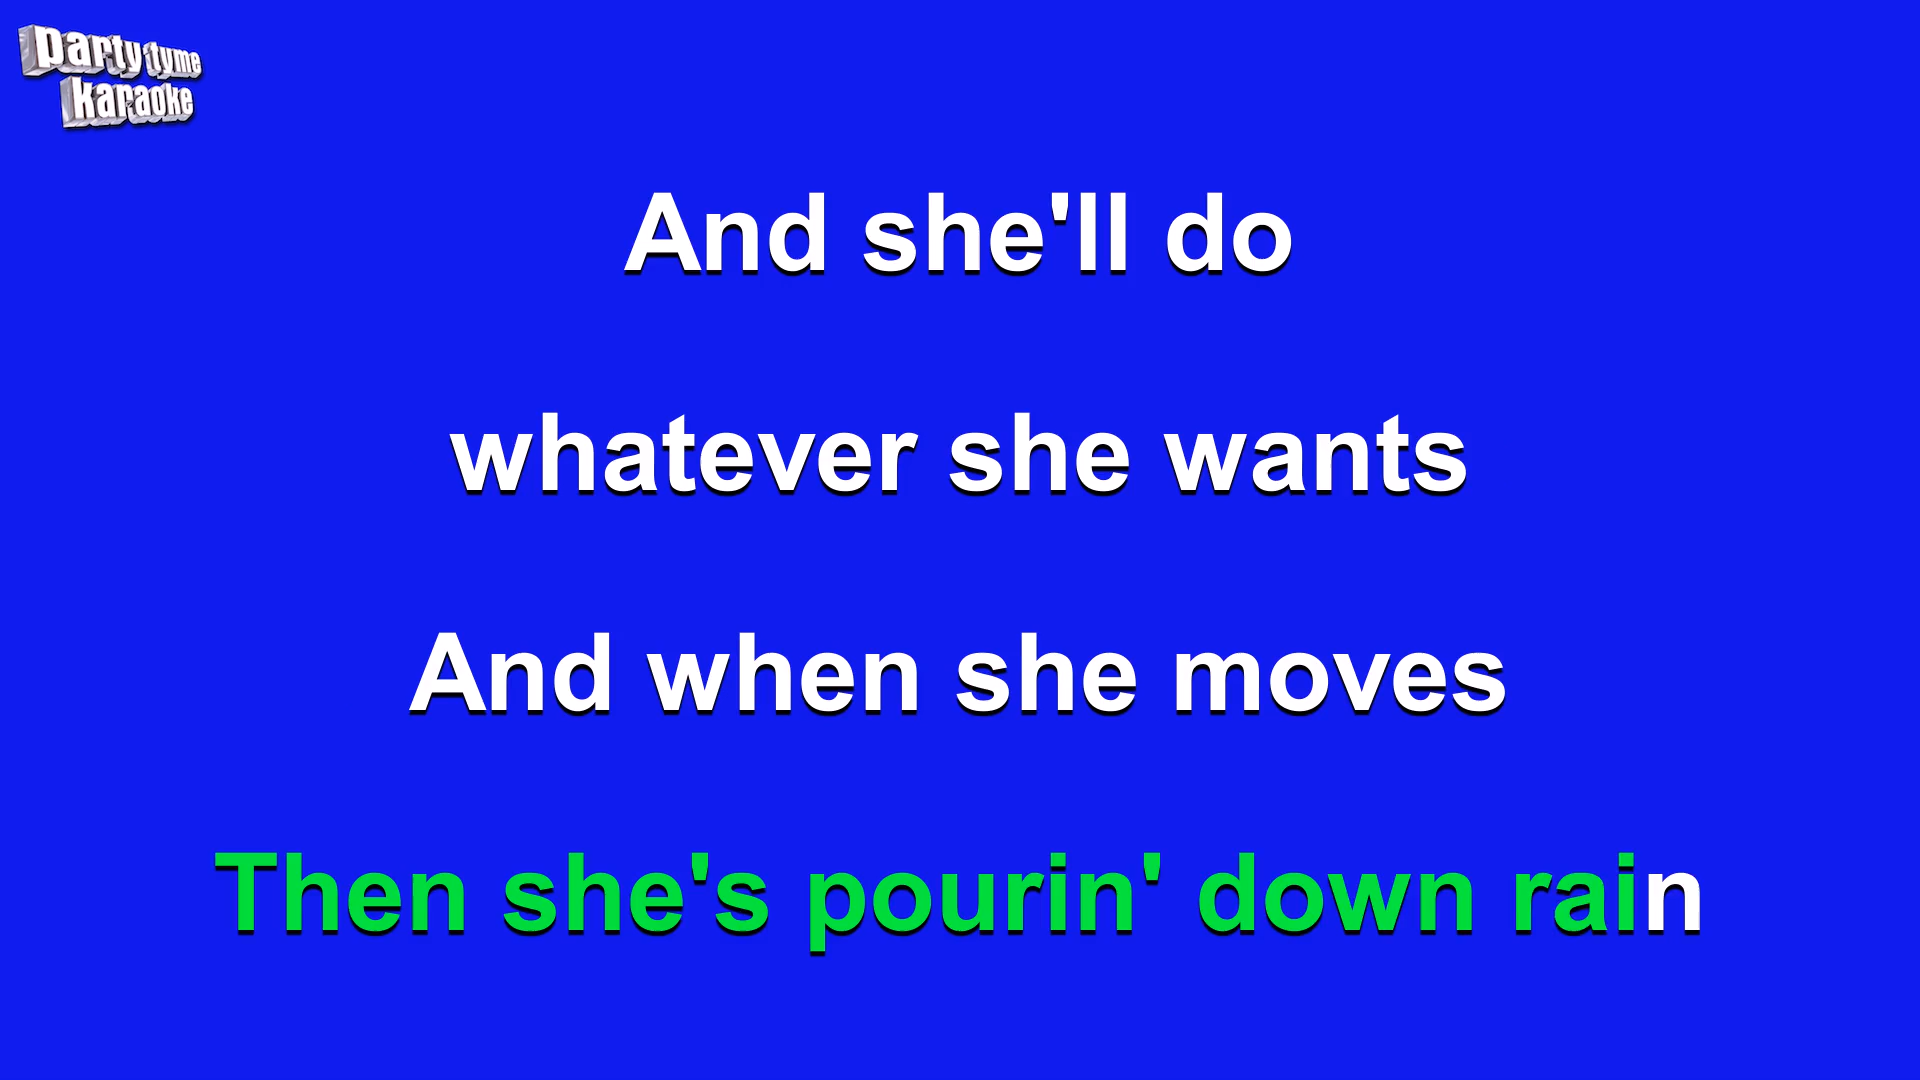 party tyme
karaoke
And she'll do
whatever she wants
And when she moves
Then she's pourin' down rain